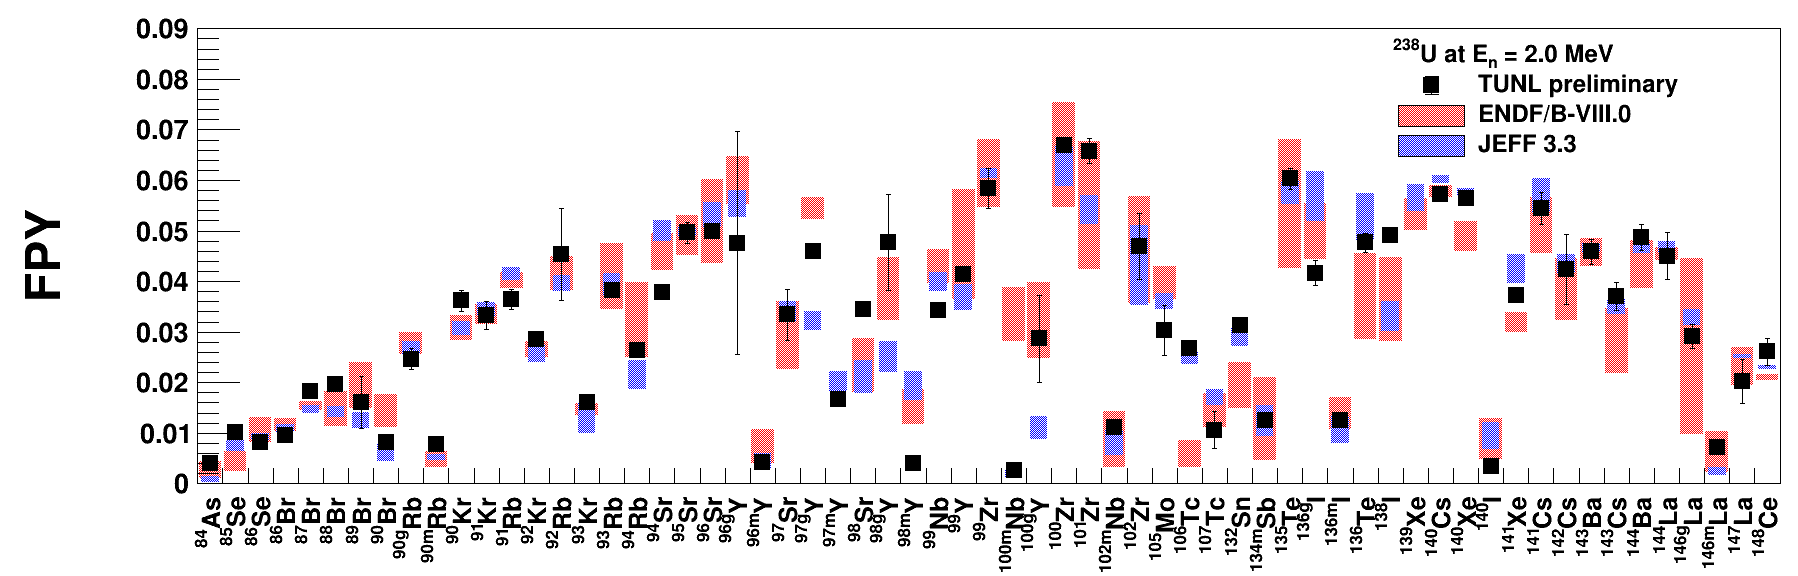 FPY
0.09
0.08
0.07
0.06
0.05
0.04
0.03
0.02
0.01
0
²³⁸U at Eₙ = 2.0 MeV
TUNL preliminary
ENDF/B-VIII.0
JEFF 3.3
⁸⁴As
⁸⁵Se
⁸⁶Se
⁸⁶Br
⁸⁷Br
⁸⁸Br
⁸⁹Br
⁹⁰Br
⁹⁰ᵍRb
⁹⁰ᵐRb
⁹⁰Kr
⁹¹Kr
⁹¹Rb
⁹²Kr
⁹²Rb
⁹³Kr
⁹³Rb
⁹⁴Rb
⁹⁴Sr
⁹⁵Sr
⁹⁶Sr
⁹⁶ᵍY
⁹⁶ᵐY
⁹⁷Sr
⁹⁷ᵍY
⁹⁷ᵐY
⁹⁸Sr
⁹⁸ᵍY
⁹⁸ᵐY
⁹⁹Nb
⁹⁹Y
⁹⁹Zr
¹⁰⁰ᵐNb
¹⁰⁰ᵍY
¹⁰⁰Zr
¹⁰¹Zr
¹⁰²ᵐNb
¹⁰²Zr
¹⁰⁵Mo
¹⁰⁶Tc
¹⁰⁷Tc
¹³²Sn
¹³⁴ᵐSb
¹³⁵Te
¹³⁶ᵍI
¹³⁶ᵐI
¹³⁶Te
¹³⁸I
¹³⁹Xe
¹⁴⁰Cs
¹⁴⁰Xe
¹⁴⁰I
¹⁴¹Xe
¹⁴¹Cs
¹⁴²Cs
¹⁴³Ba
¹⁴³Cs
¹⁴⁴Ba
¹⁴⁴La
¹⁴⁶ᵍLa
¹⁴⁶ᵐLa
¹⁴⁷La
¹⁴⁸Ce